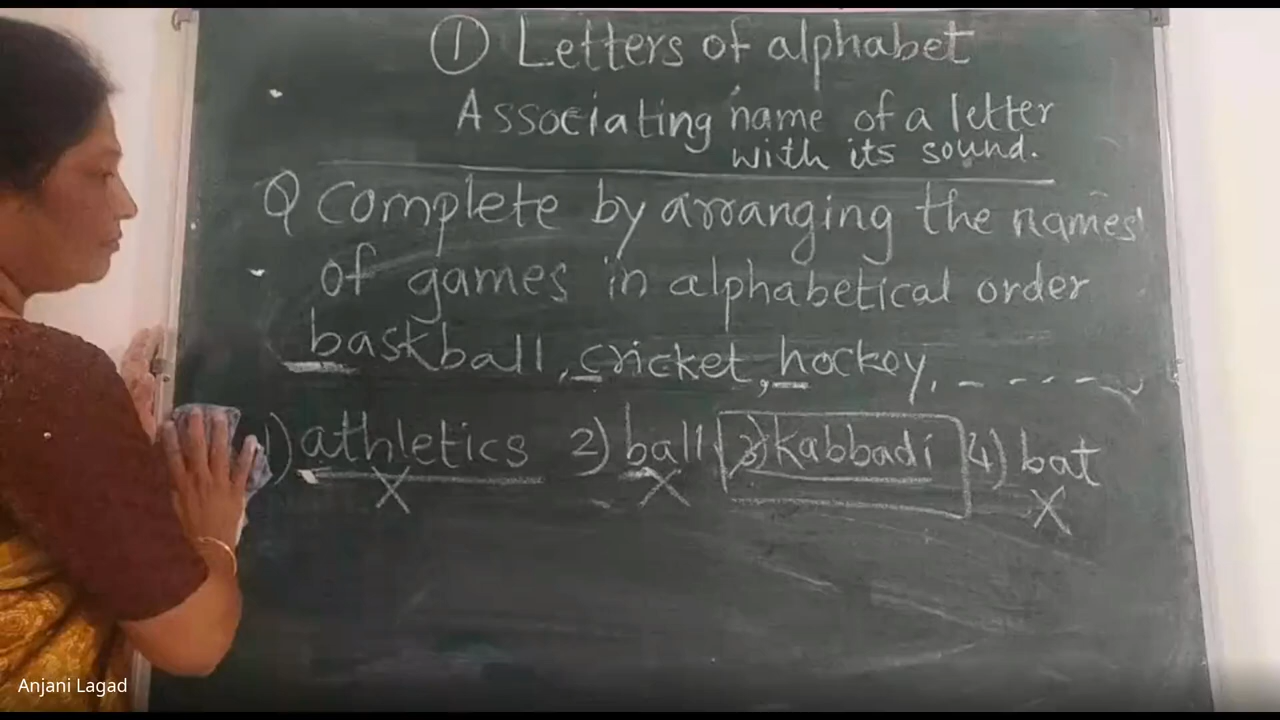 ① Letters of alphabet
Associating name of a letter
with its sound.
Q Complete by arranging the names
of games in alphabetical order
baskball, cricket, hockey, - - - - -
1) athletics 2) ball 3) Kabbadi 4) bat
X X X
Anjani Lagad